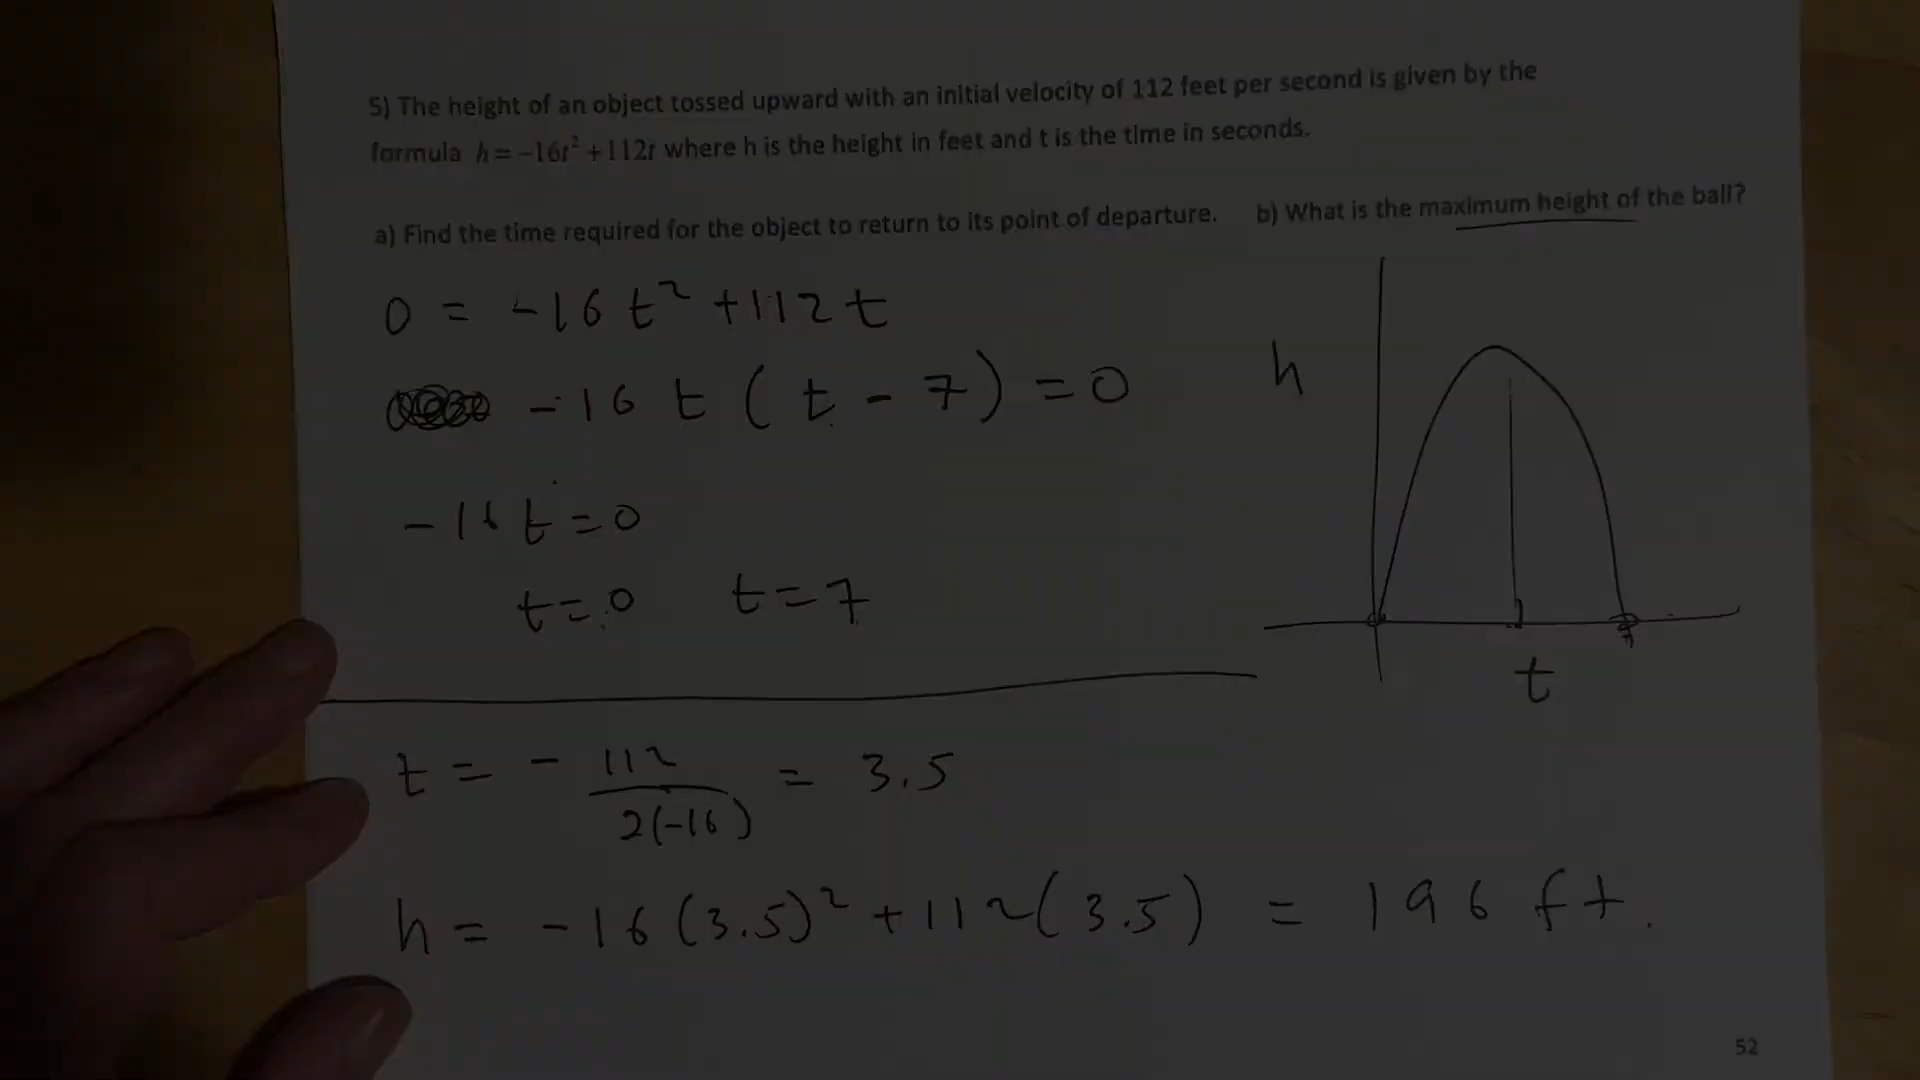 5) The height of an object tossed upward with an initial velocity of 112 feet per second is given by the
formula h = −16t² + 112t where h is the height in feet and t is the time in seconds.
a) Find the time required for the object to return to its point of departure.
b) What is the maximum height of the ball?
0 = -16t² + 112t
-16t(t - 7) = 0
-16t = 0
t = 0 t = 7
h
7
t
t = - 112/2(-16) = 3.5
h = -16(3.5)² + 112(3.5) = 196 ft.
52